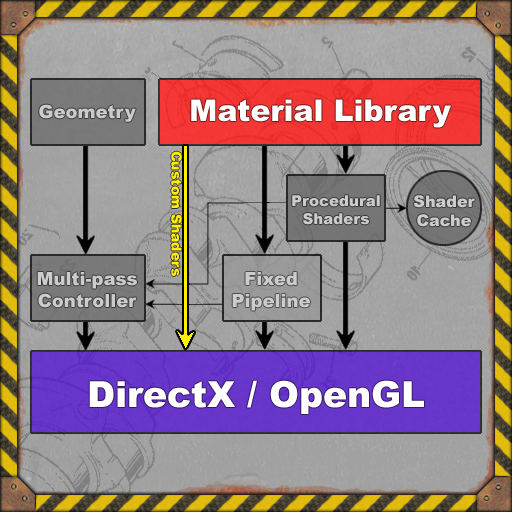 Geometry
Material Library
Custom Shaders
Procedural
Shaders
Shader
Cache
Multi-pass
Controller
Fixed
Pipeline
DirectX / OpenGL